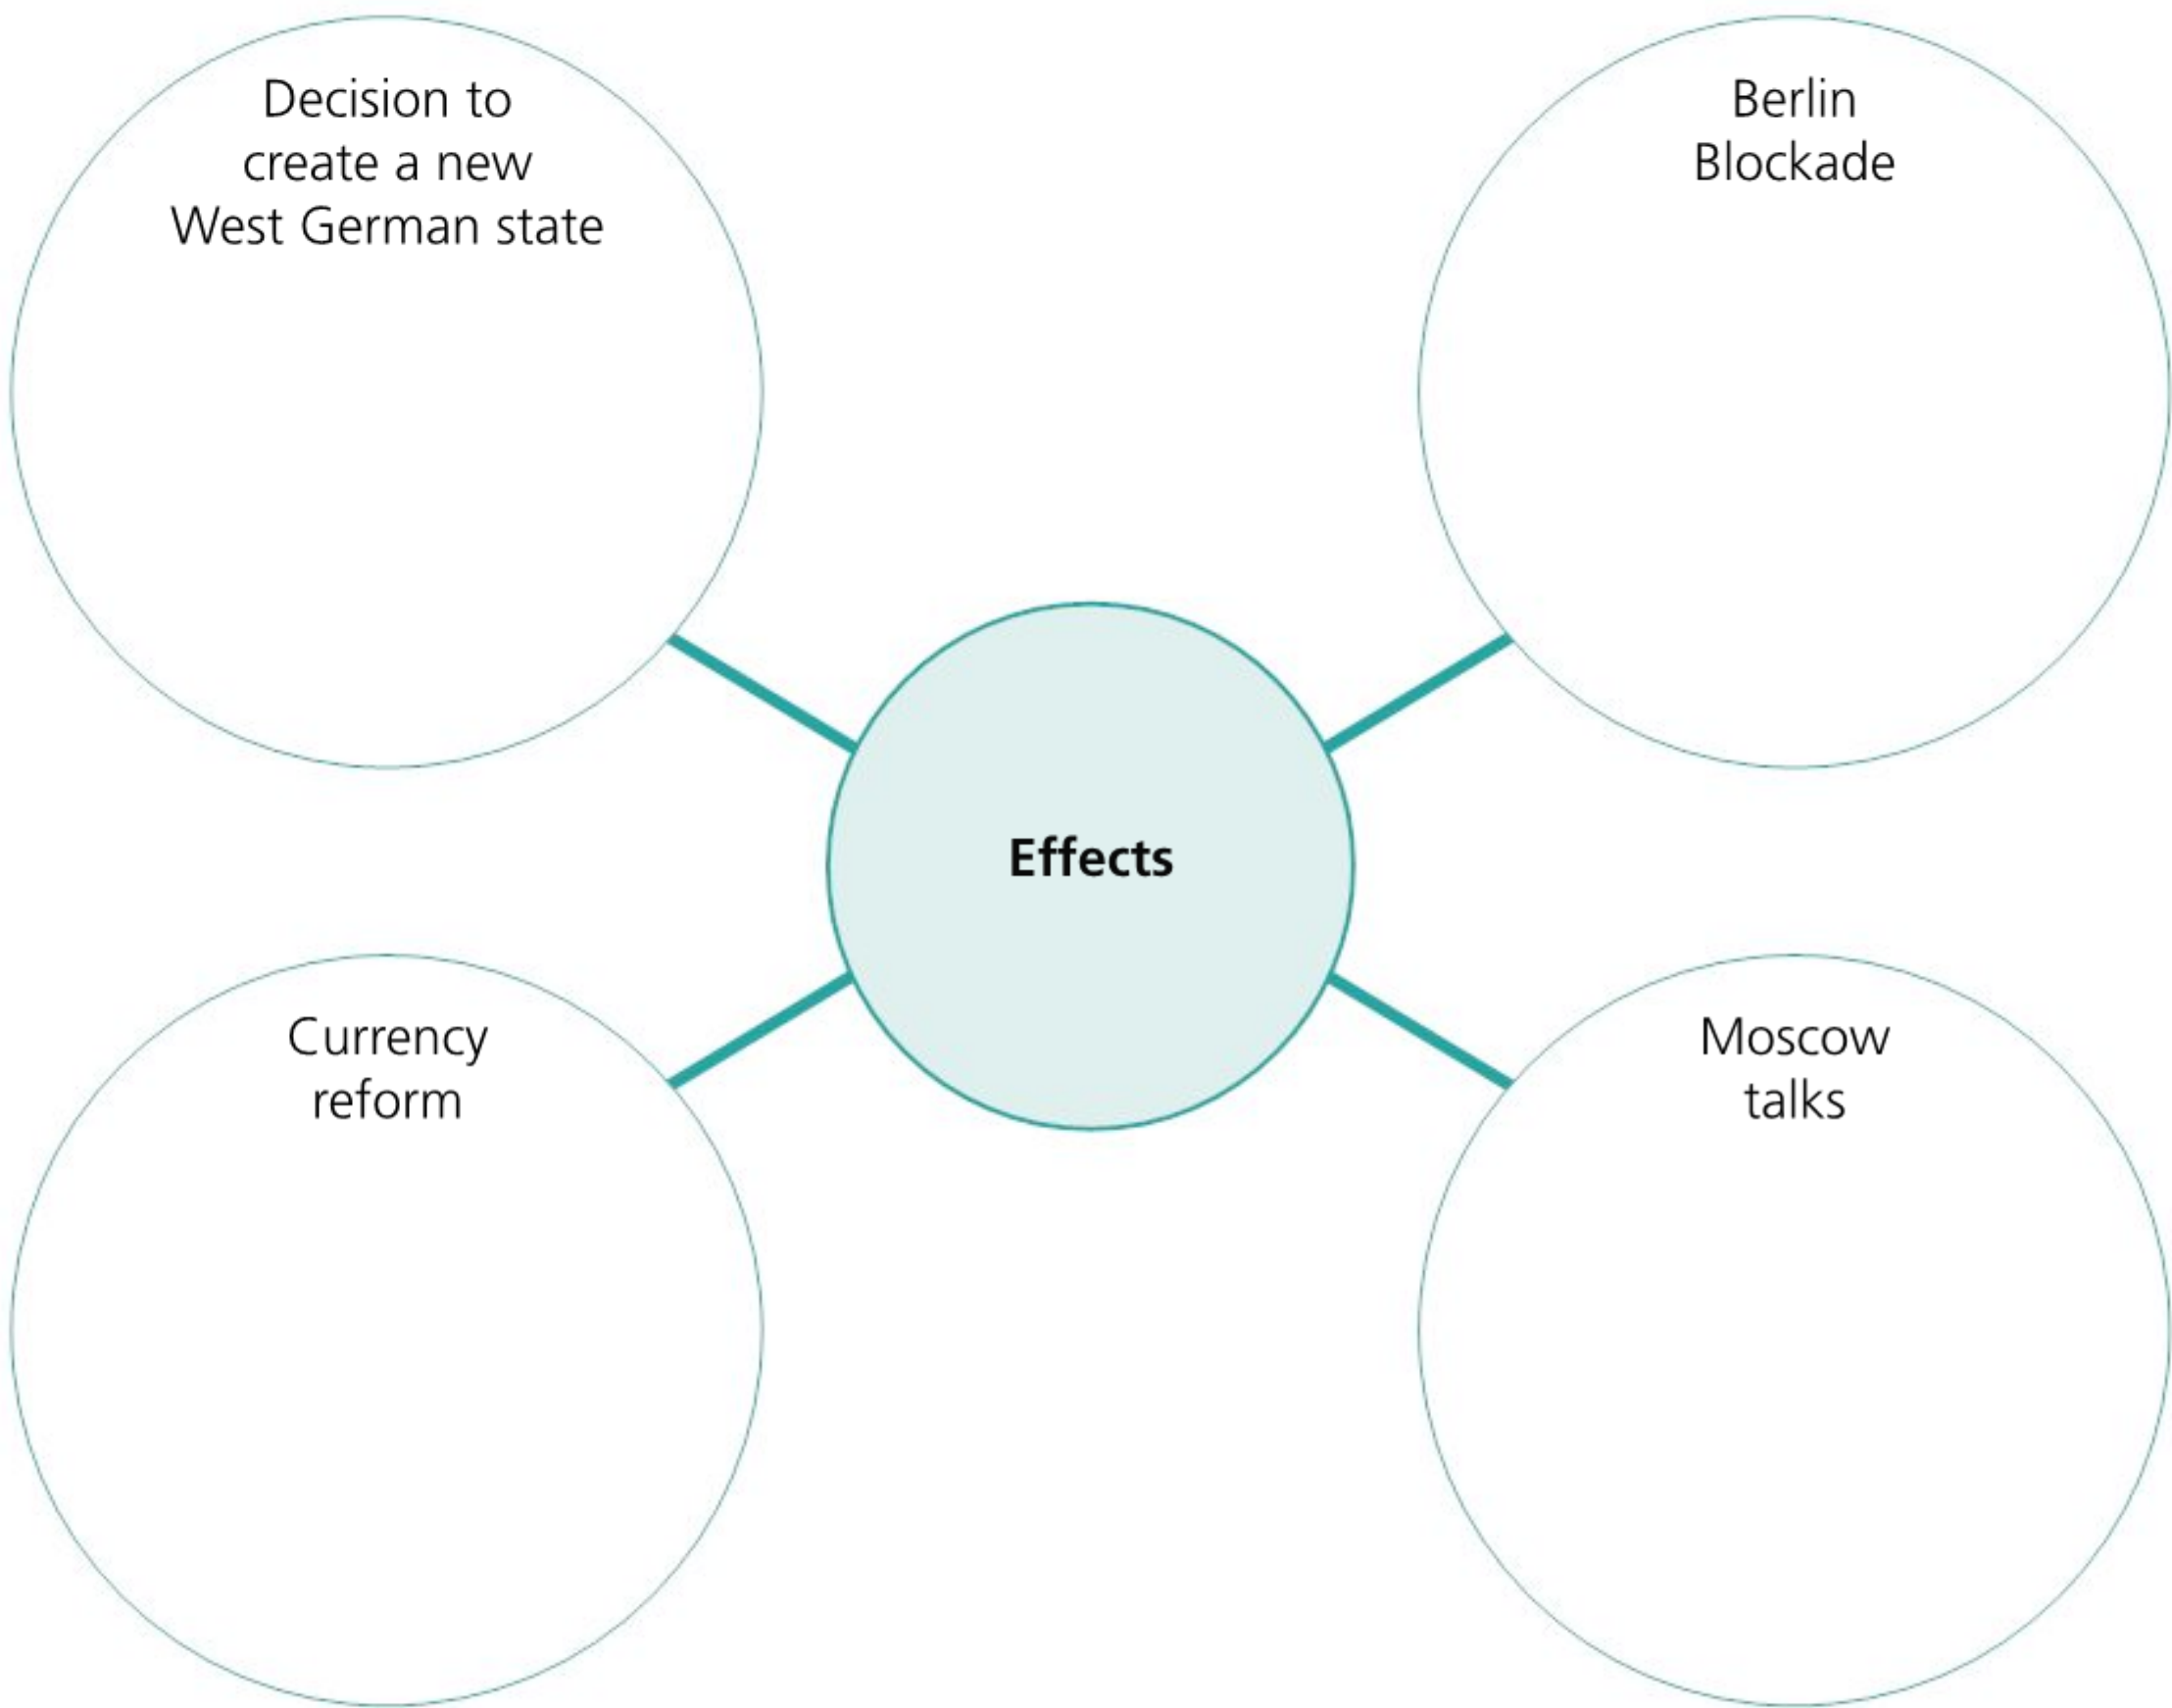 Decision to
create a new
West German state
Berlin
Blockade
Effects
Currency
reform
Moscow
talks